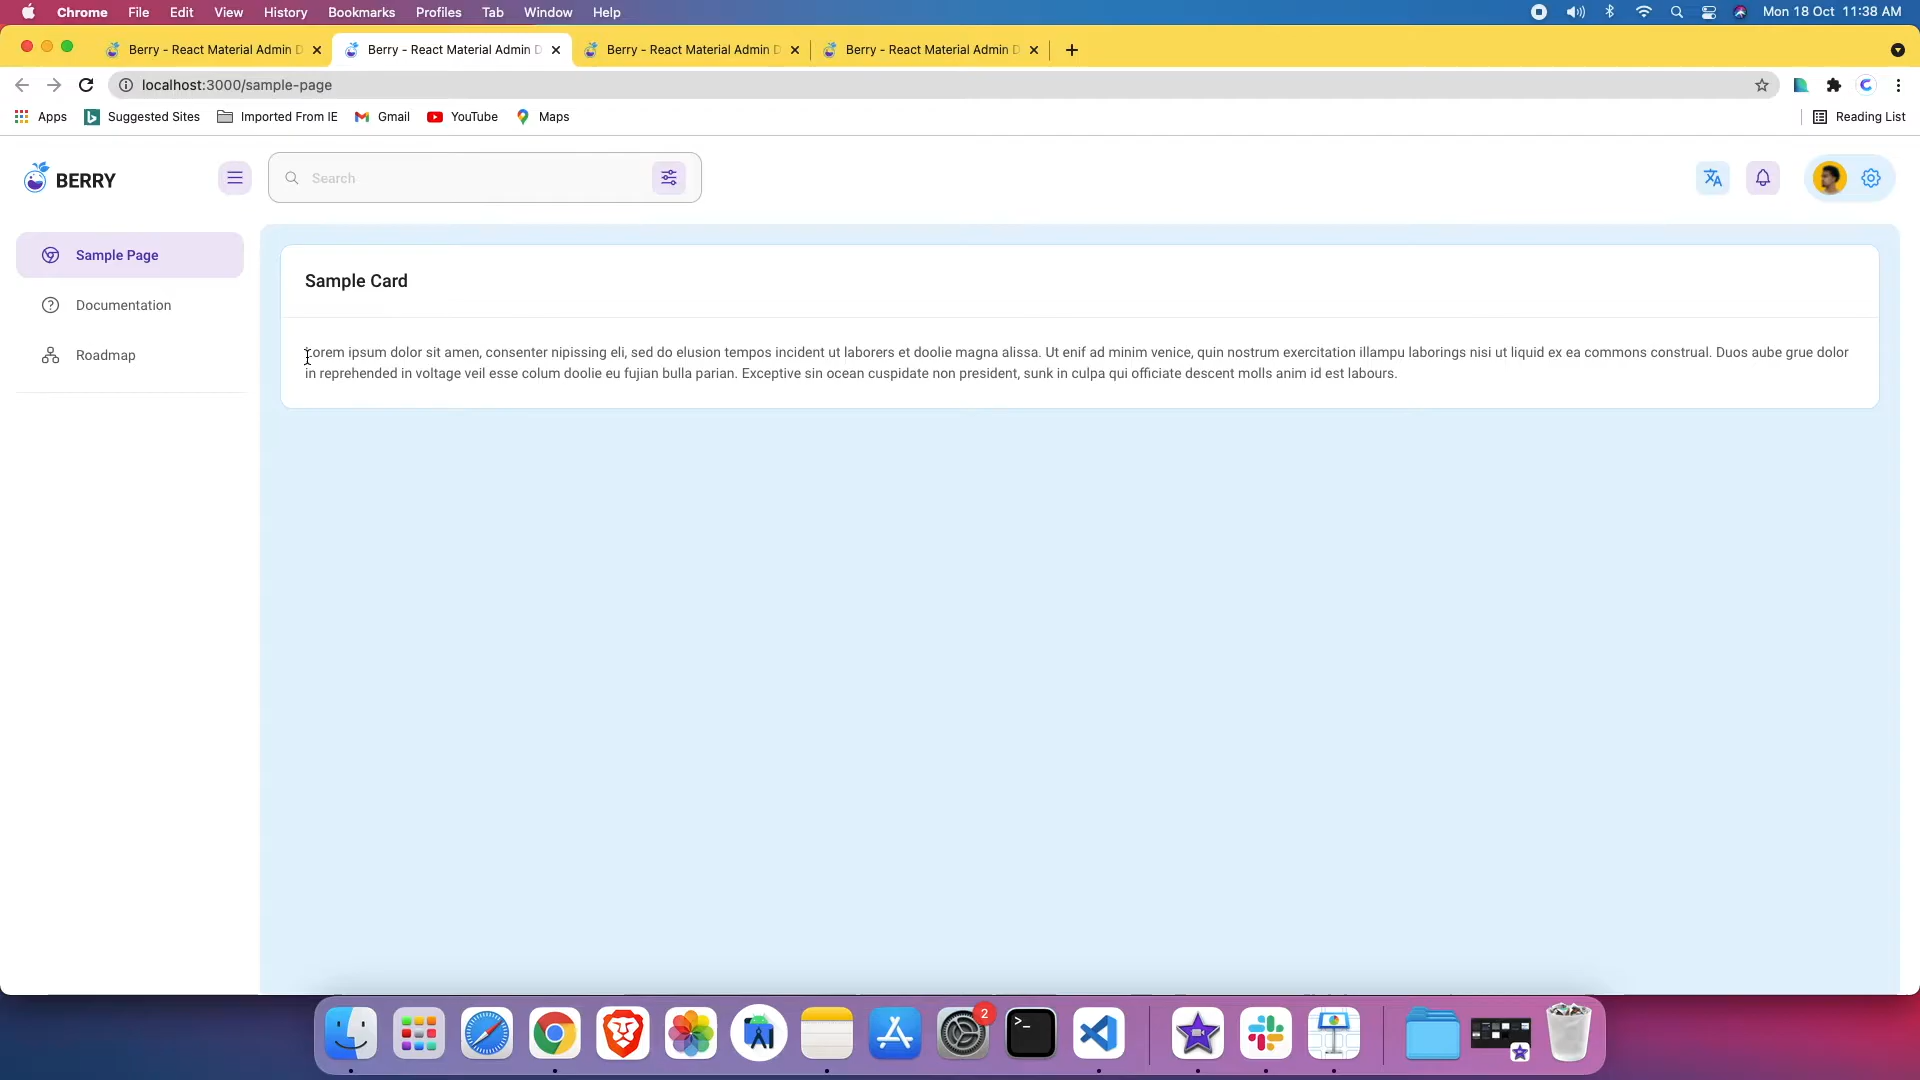 Chrome File Edit View History Bookmarks Profiles Tab Window Help Mon 18 Oct 11:38 AM
Berry - React Material Admin D Berry - React Material Admin D Berry - React Material Admin D Berry - React Material Admin D
localhost:3000/sample-page
Apps Suggested Sites Imported From IE Gmail YouTube Maps Reading List
BERRY Search
Sample Page
Documentation
Roadmap
Sample Card
Lorem ipsum dolor sit amen, consenter nipissing eli, sed do elusion tempos incident ut laborers et doolie magna alissa. Ut enif ad minim venice, quin nostrum exercitation illampu laborings nisi ut liquid ex ea commons construal. Duos aube grue dolor
in reprehended in voltage veil esse colum doolie eu fujian bulla parian. Exceptive sin ocean cuspidate non president, sunk in culpa qui officiate descent molls anim id est labours.
2